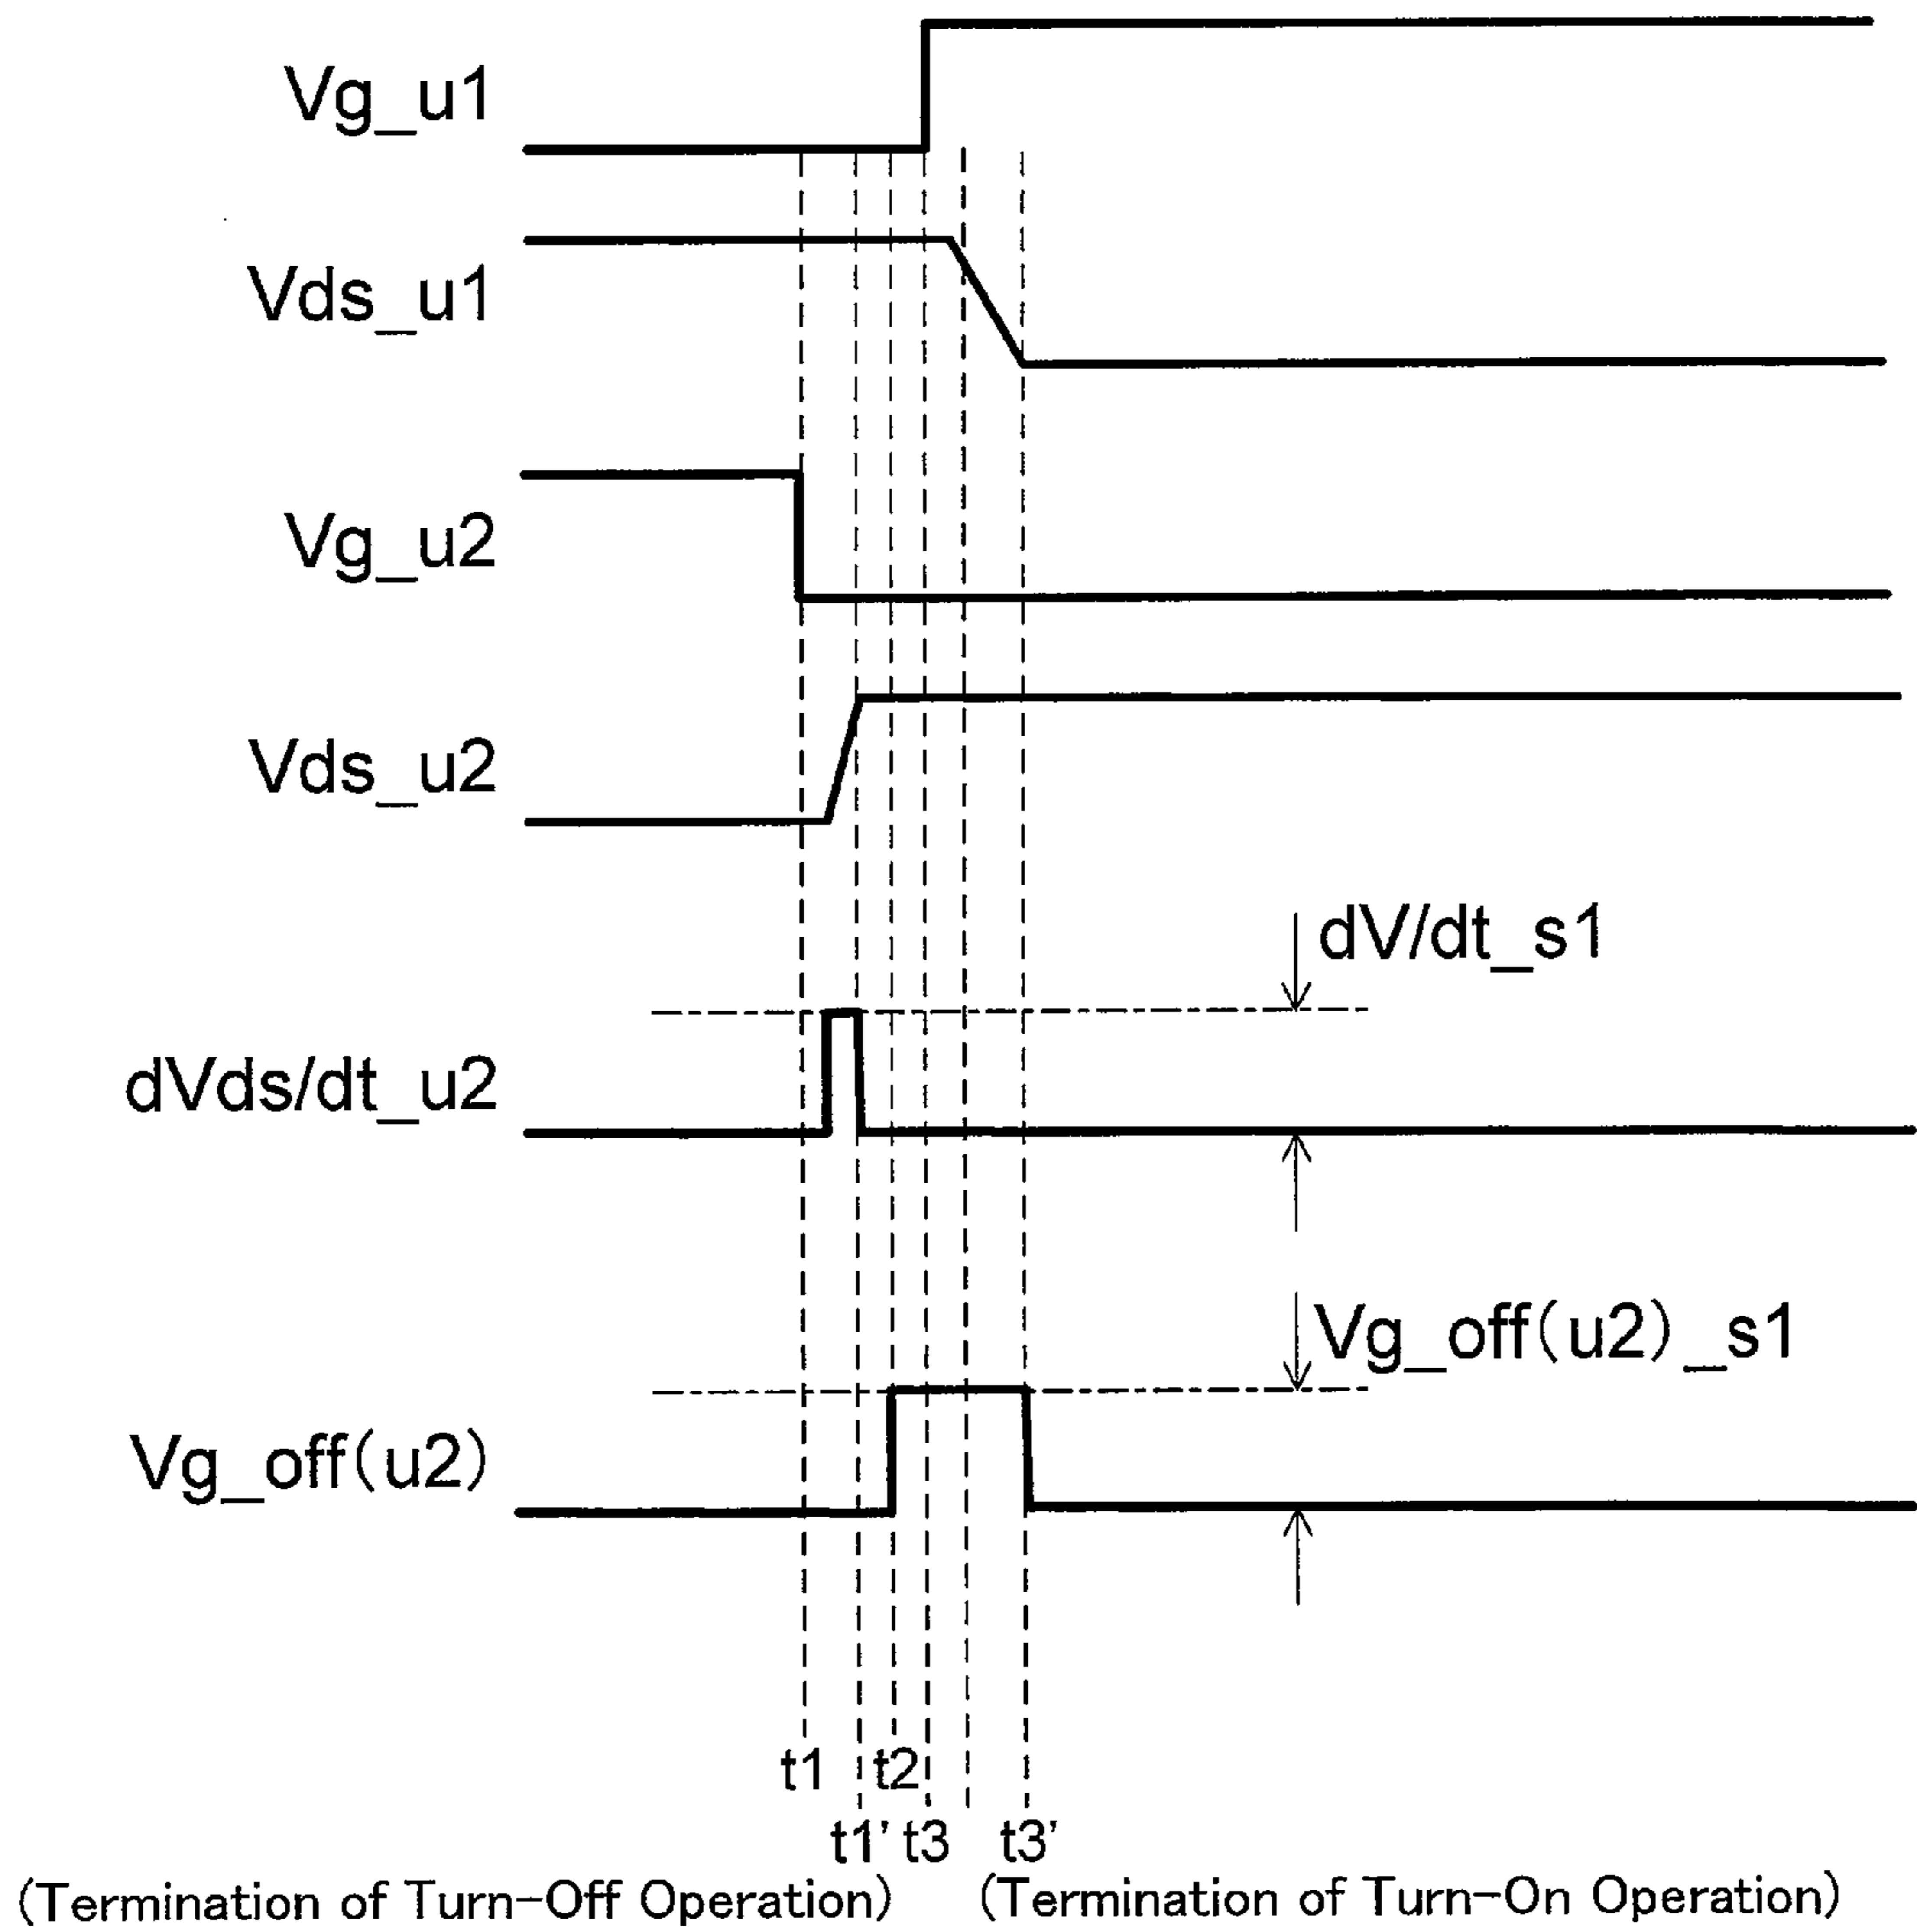 Vg_u1
Vds_u1
Vg_u2
Vds_u2
dV/dt_s1
dVds/dt_u2
Vg_off(u2)_s1
Vg_off(u2)
t1 t2
t1' t3 t3'
(Termination of Turn-Off Operation) (Termination of Turn-On Operation)